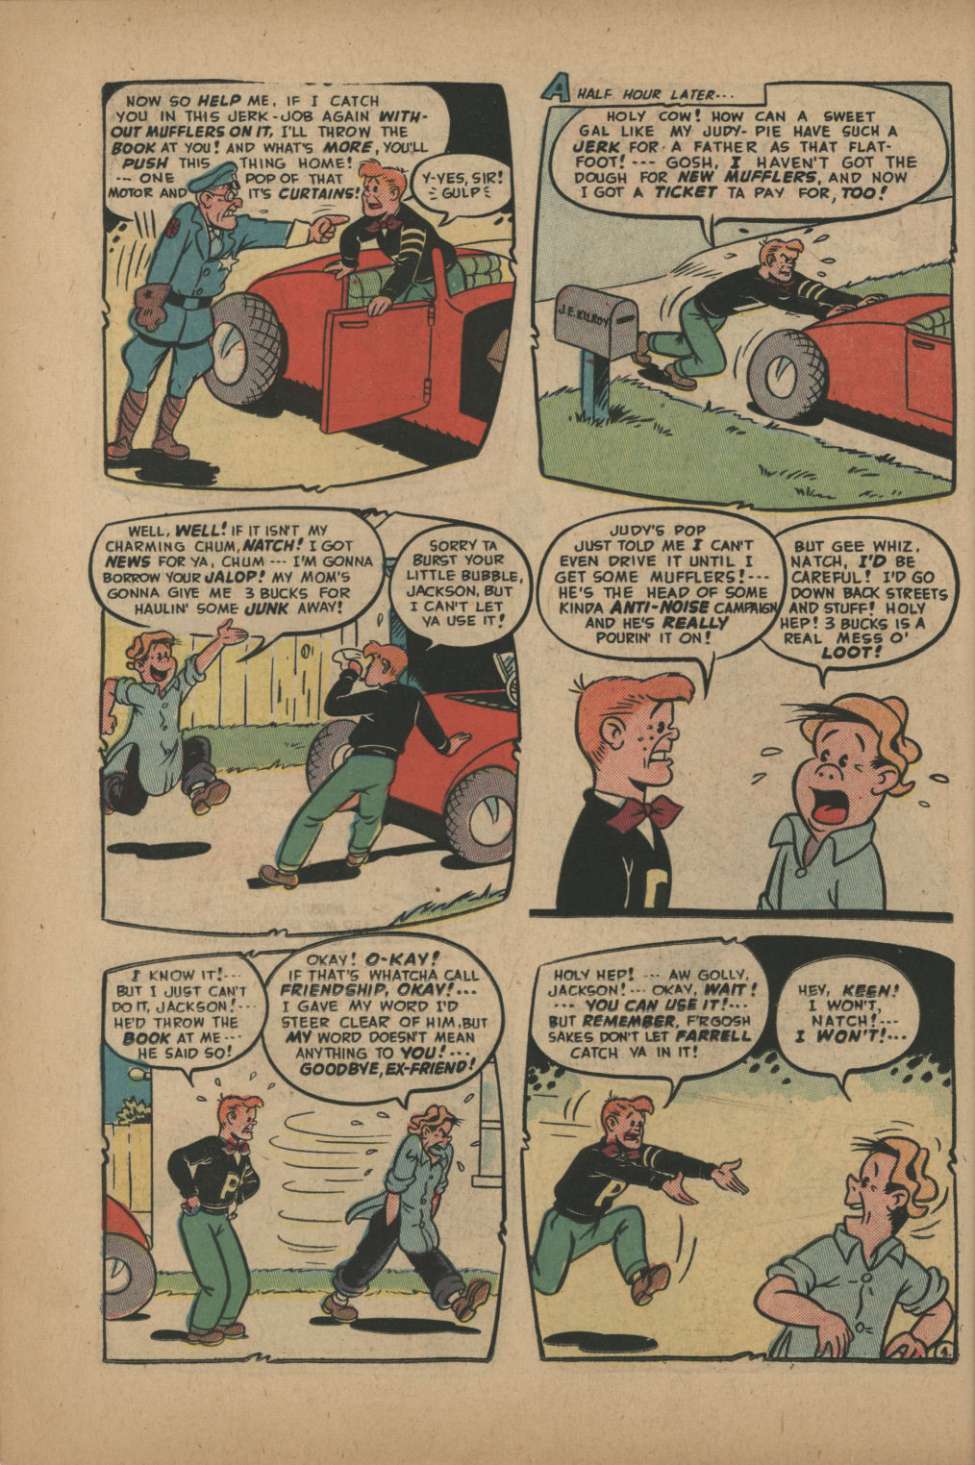 NOW SO HELP ME, IF I CATCH
YOU IN THIS JERK-JOB AGAIN WITH-
OUT MUFFLERS ON IT, I'LL THROW THE
BOOK AT YOU! AND WHAT'S MORE, YOU'LL
PUSH THIS THING HOME!
--- ONE POP OF THAT
MOTOR AND IT'S CURTAINS!
Y-YES, SIR!
GULP
A HALF HOUR LATER---
HOLY COW! HOW CAN A SWEET
GAL LIKE MY JUDY-PIE HAVE SUCH A
JERK FOR A FATHER AS THAT FLAT-
FOOT! --- GOSH, I HAVEN'T GOT THE
DOUGH FOR NEW MUFFLERS, AND NOW
I GOT A TICKET TA PAY FOR, TOO!
J.E. KILROY
WELL, WELL! IF IT ISN'T MY
CHARMING CHUM, NATCH! I GOT
NEWS FOR YA, CHUM --- I'M GONNA
BORROW YOUR JALOP! MY MOM'S
GONNA GIVE ME 3 BUCKS FOR
HAULIN' SOME JUNK AWAY!
SORRY TA
BURST YOUR
LITTLE BUBBLE,
JACKSON, BUT
I CAN'T LET
YA USE IT!
JUDY'S POP
JUST TOLD ME I CAN'T
EVEN DRIVE IT UNTIL I
GET SOME MUFFLERS!---
HE'S THE HEAD OF SOME
KINDA ANTI-NOISE CAMPAIGN
AND HE'S REALLY
POURIN' IT ON!
BUT GEE WHIZ,
NATCH, I'D BE
CAREFUL! I'D GO
DOWN BACK STREETS
AND STUFF! HOLY
HEP! 3 BUCKS IS A
REAL MESS O'
LOOT!
P
I KNOW IT!---
BUT I JUST CAN'T
DO IT, JACKSON!---
HE'D THROW THE
BOOK AT ME---
HE SAID SO!
OKAY! O-KAY!
IF THAT'S WHATCHA CALL
FRIENDSHIP, OKAY!---
I GAVE MY WORD I'D
STEER CLEAR OF HIM, BUT
MY WORD DOESN'T MEAN
ANYTHING TO YOU!---
GOODBYE, EX-FRIEND!
P
HOLY HEP! --- AW GOLLY,
JACKSON!--- OKAY, WAIT!
--- YOU CAN USE IT!---
BUT REMEMBER, F'RGOSH
SAKES DON'T LET FARRELL
CATCH YA IN IT!
HEY, KEEN!
I WON'T,
NATCH!---
I WON'T!---
P